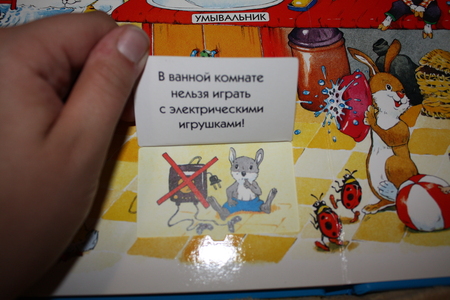 УМЫВАЛЬНИК
В ванной комнате
нельзя играть
с электрическими
игрушками!